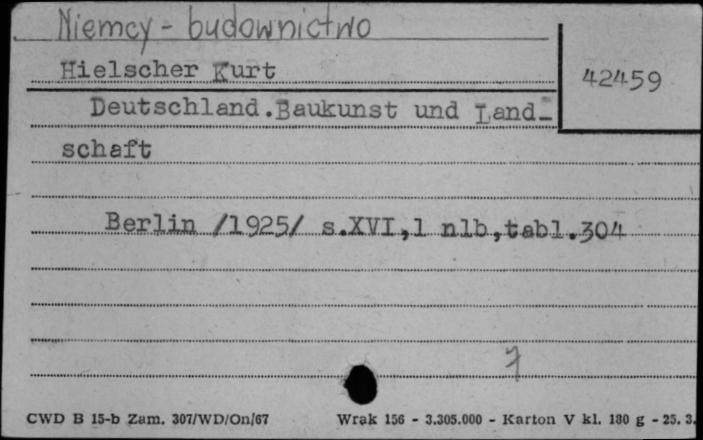 Niemcy - budownictwo
Hielscher Kurt
42459
Deutschland.Baukunst und Land-
schaft
Berlin /1925/ s.XVI,1 nlb,tabl.304
7
CWD B 15-b Zam. 307/WD/On/67 Wrak 156 - 3.305.000 - Karton V kl. 180 g - 25. 3.